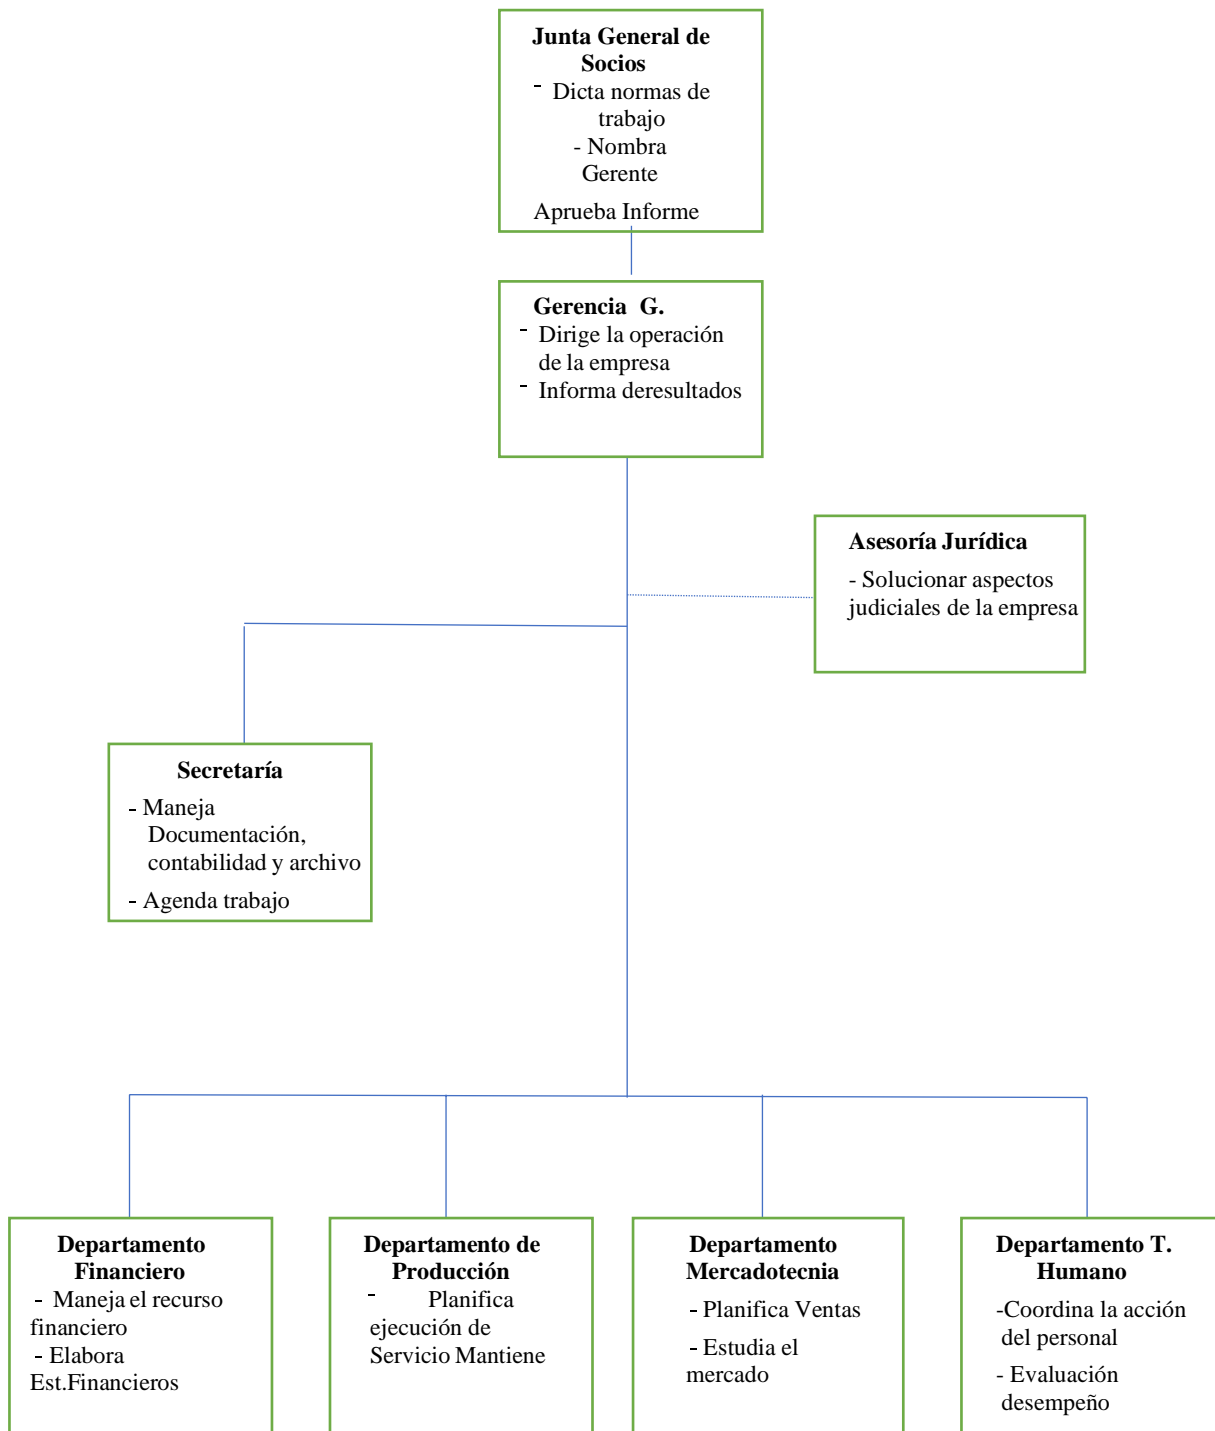 Junta General de
Socios
- Dicta normas de
trabajo
- Nombra
Gerente
Aprueba Informe
Gerencia G.
- Dirige la operación
de la empresa
- Informa deresultados
Asesoría Jurídica
- Solucionar aspectos
judiciales de la empresa
Secretaría
- Maneja
Documentación,
contabilidad y archivo
- Agenda trabajo
Departamento
Financiero
- Maneja el recurso
financiero
- Elabora
Est.Financieros
Departamento de
Producción
- Planifica
ejecución de
Servicio Mantiene
Departamento
Mercadotecnia
- Planifica Ventas
- Estudia el
mercado
Departamento T.
Humano
-Coordina la acción
del personal
- Evaluación
desempeño